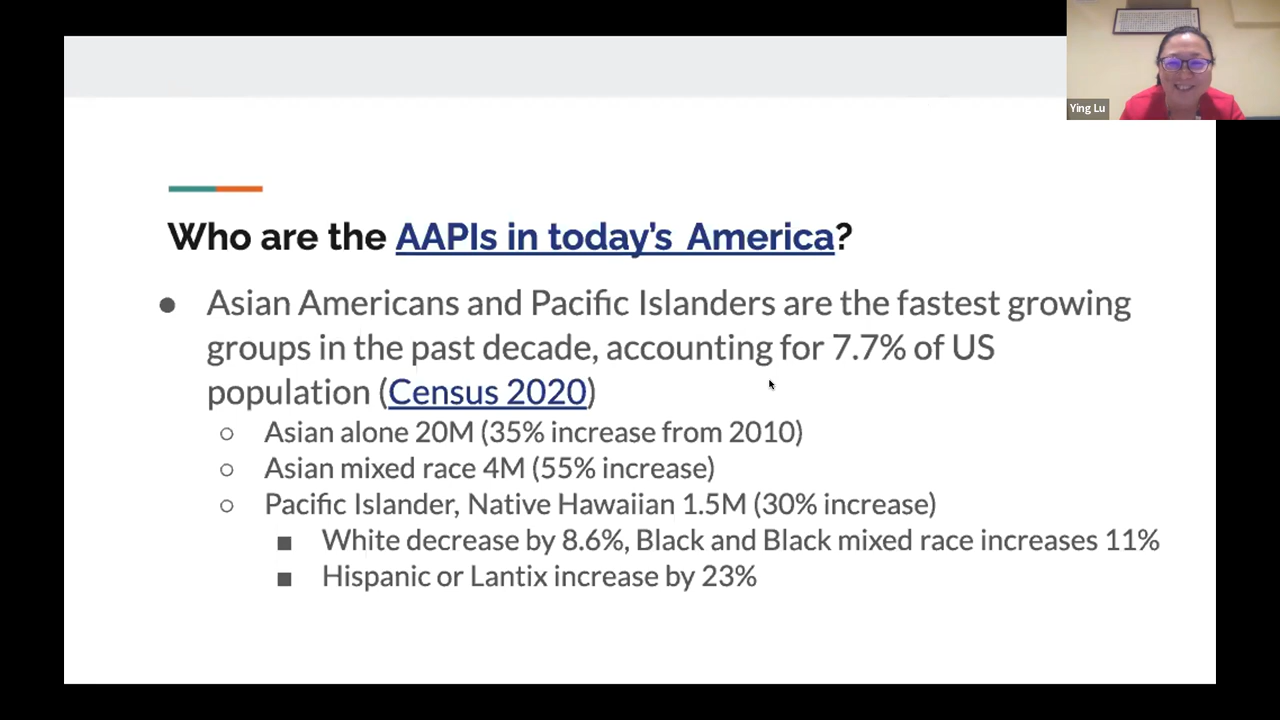 Ying Lu
Who are the AAPIs in today's America?
● Asian Americans and Pacific Islanders are the fastest growing
groups in the past decade, accounting for 7.7% of US
population (Census 2020)
○ Asian alone 20M (35% increase from 2010)
○ Asian mixed race 4M (55% increase)
○ Pacific Islander, Native Hawaiian 1.5M (30% increase)
■ White decrease by 8.6%, Black and Black mixed race increases 11%
■ Hispanic or Lantix increase by 23%